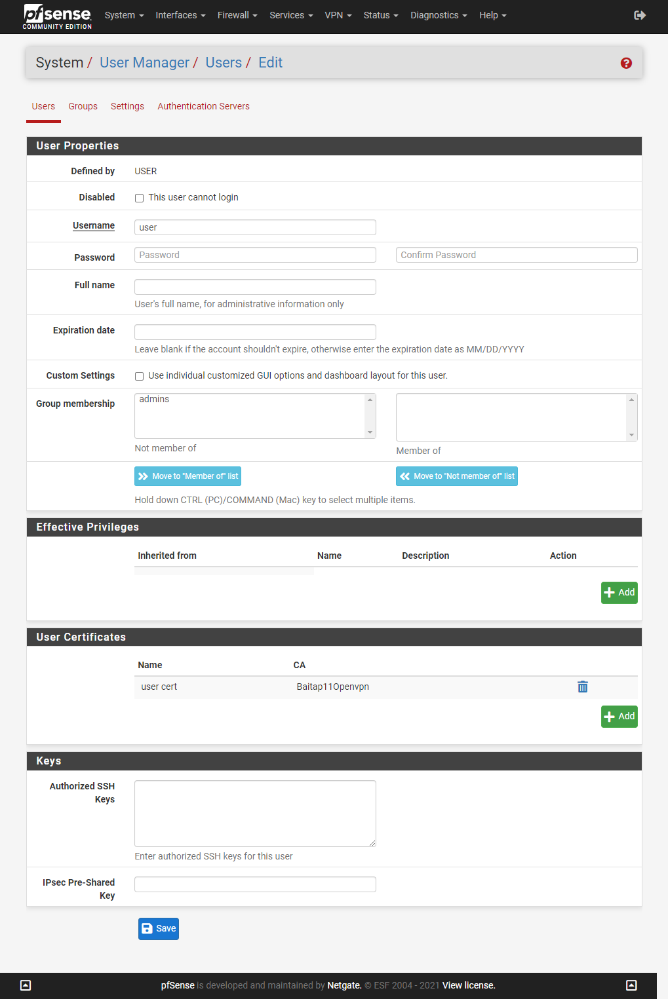 pfsense
COMMUNITY EDITION
System Interfaces Firewall Services VPN Status Diagnostics Help
System / User Manager / Users / Edit
Users Groups Settings Authentication Servers
User Properties
Defined by USER
Disabled This user cannot login
Username user
Password Password Confirm Password
Full name
User's full name, for administrative information only
Expiration date
Leave blank if the account shouldn't expire, otherwise enter the expiration date as MM/DD/YYYY
Custom Settings Use individual customized GUI options and dashboard layout for this user.
Group membership admins
Not member of Member of
Move to "Member of" list Move to "Not member of" list
Hold down CTRL (PC)/COMMAND (Mac) key to select multiple items.
Effective Privileges
Inherited from Name Description Action
Add
User Certificates
Name CA
user cert Baitap11Openvpn
Add
Keys
Authorized SSH
Keys
Enter authorized SSH keys for this user
IPsec Pre-Shared
Key
Save
pfSense is developed and maintained by Netgate. © ESF 2004 - 2021 View license.